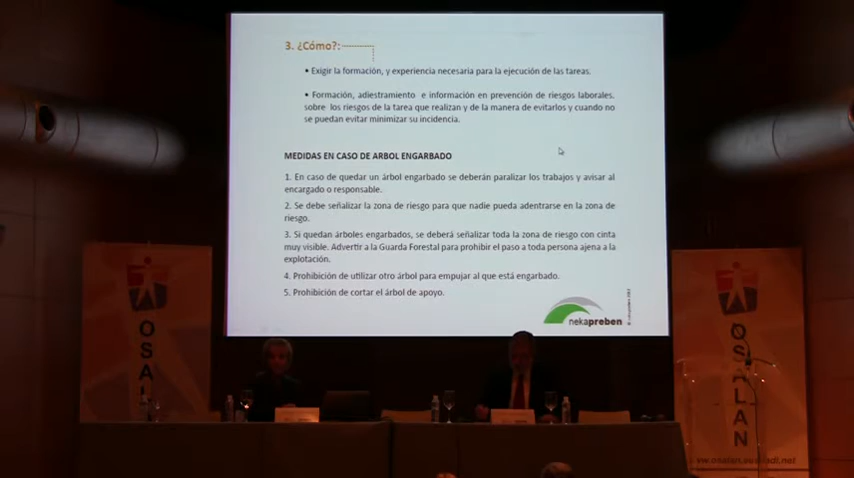 3. ¿Cómo?:
• Exigir la formación, y experiencia necesaria para la ejecución de las tareas.
• Formación, adiestramiento e información en prevención de riesgos laborales,
sobre los riesgos de la tarea que realizan y de la manera de evitarlos y cuando no
se puedan evitar minimizar su incidencia.
MEDIDAS EN CASO DE ARBOL ENGARBADO
1. En caso de quedar un árbol engarbado se deberán paralizar los trabajos y avisar al
encargado o responsable.
2. Se debe señalizar la zona de riesgo para que nadie pueda adentrarse en la zona de
riesgo.
3. Si quedan árboles engarbados, se deberá señalizar toda la zona de riesgo con cinta
muy visible. Advertir a la Guarda Forestal para prohibir el paso a toda persona ajena a la
explotación.
4. Prohibición de utilizar otro árbol para empujar al que está engarbado.
5. Prohibición de cortar el árbol de apoyo.
nekapreben
OSAL
OSALAN